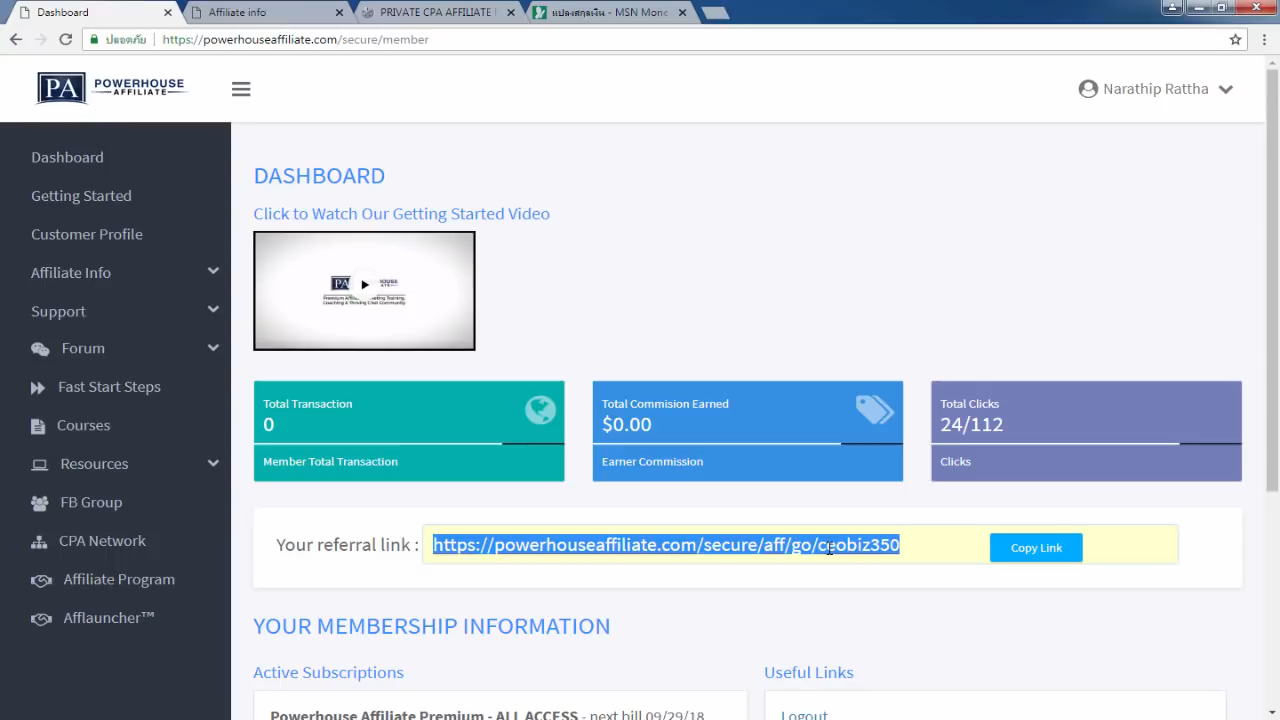 Dashboard
Affiliate info
PRIVATE CPA AFFILIATE
แปลงสกุลเงิน - MSN Mone
ปลอดภัย
https://powerhouseaffiliate.com/secure/member
PA POWERHOUSE
AFFILIATE
Narathip Rattha
Dashboard
Getting Started
Customer Profile
Affiliate Info
Support
Forum
Fast Start Steps
Courses
Resources
FB Group
CPA Network
Affiliate Program
Afflauncher™
DASHBOARD
Click to Watch Our Getting Started Video
PA
Total Transaction
0
Member Total Transaction
Total Commision Earned
$0.00
Earner Commission
Total Clicks
24/112
Clicks
Your referral link :
https://powerhouseaffiliate.com/secure/aff/go/ceobiz350
Copy Link
YOUR MEMBERSHIP INFORMATION
Active Subscriptions
Useful Links
Powerhouse Affiliate Premium - ALL ACCESS - next bill 09/29/18
Logout